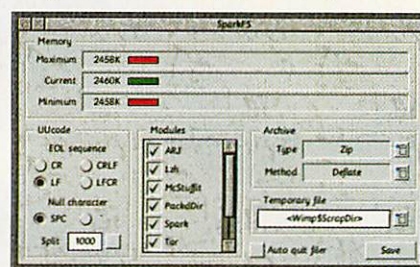 SparkFS
Memory
Maximum 2458K
Current 2460K
Minimum 2458K
UUcode
EOL sequence
CR CRLF
LF LFCR
Null character
SPC `
Split 1000
Modules
ARJ
Lzh
McStuffit
PackdDir
Spark
Tar
Archive
Type Zip
Method Deflate
Temporary file
<Wimp$ScrapDir>
Auto quit filer Save